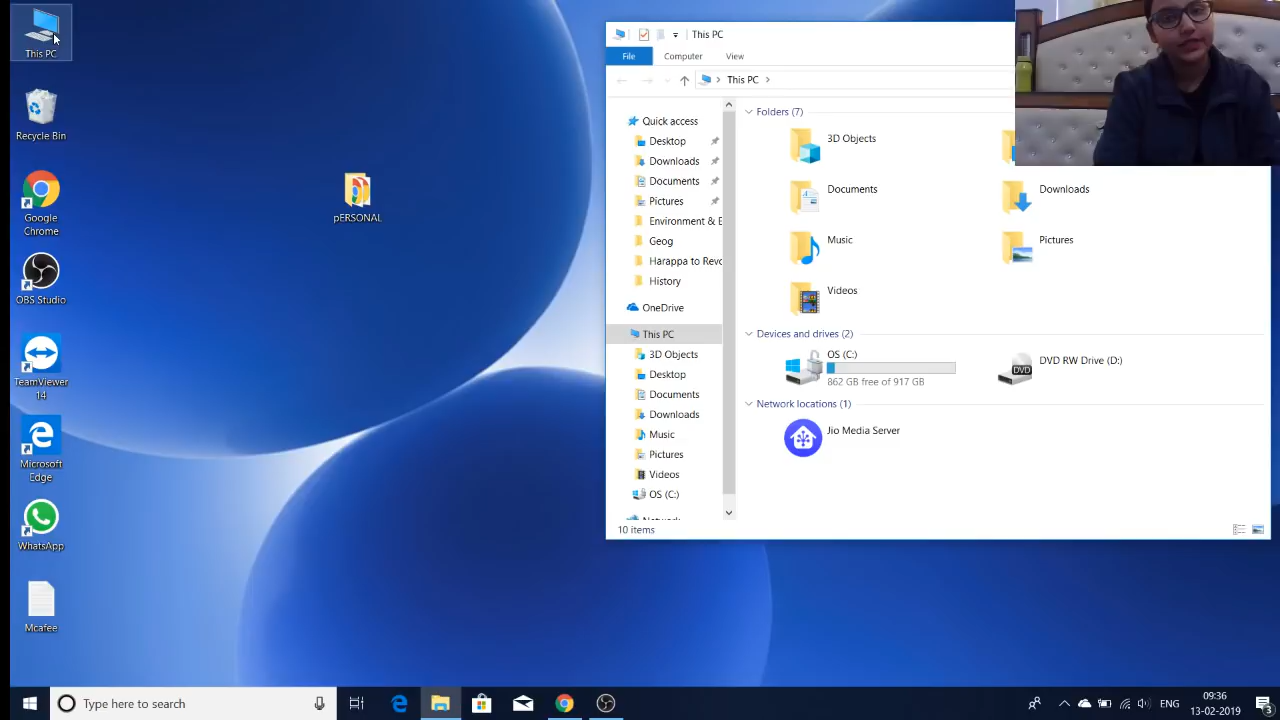 This PC
Recycle Bin
Google
Chrome
OBS Studio
TeamViewer
14
Microsoft
Edge
WhatsApp
Mcafee
pERSONAL
This PC
File
Computer
View
This PC
Quick access
Desktop
Downloads
Documents
Pictures
Environment & E
Geog
Harappa to Revo
History
OneDrive
This PC
3D Objects
Desktop
Documents
Downloads
Music
Pictures
Videos
OS (C:)
Network
Folders (7)
3D Objects
Documents
Downloads
Music
Pictures
Videos
Devices and drives (2)
OS (C:)
862 GB free of 917 GB
DVD
DVD RW Drive (D:)
Network locations (1)
Jio Media Server
10 items
Type here to search
ENG
09:36
13-02-2019
3